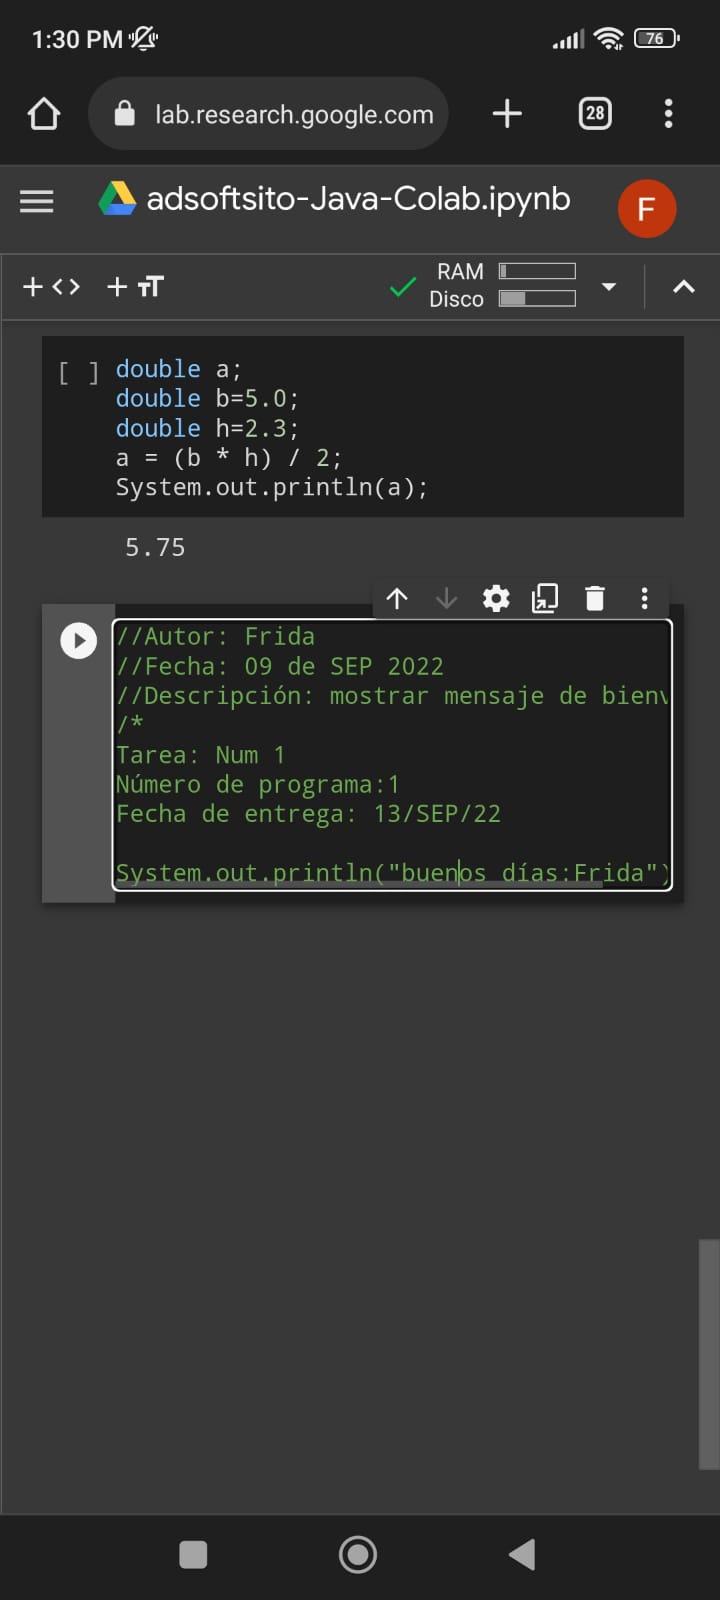 1:30 PM
76
lab.research.google.com
28
adsoftsito-Java-Colab.ipynb
F
RAM
Disco
[ ] double a;
double b=5.0;
double h=2.3;
a = (b * h) / 2;
System.out.println(a);
5.75
//Autor: Frida
//Fecha: 09 de SEP 2022
//Descripción: mostrar mensaje de bienv
/*
Tarea: Num 1
Número de programa:1
Fecha de entrega: 13/SEP/22
System.out.println("buenos días:Frida")